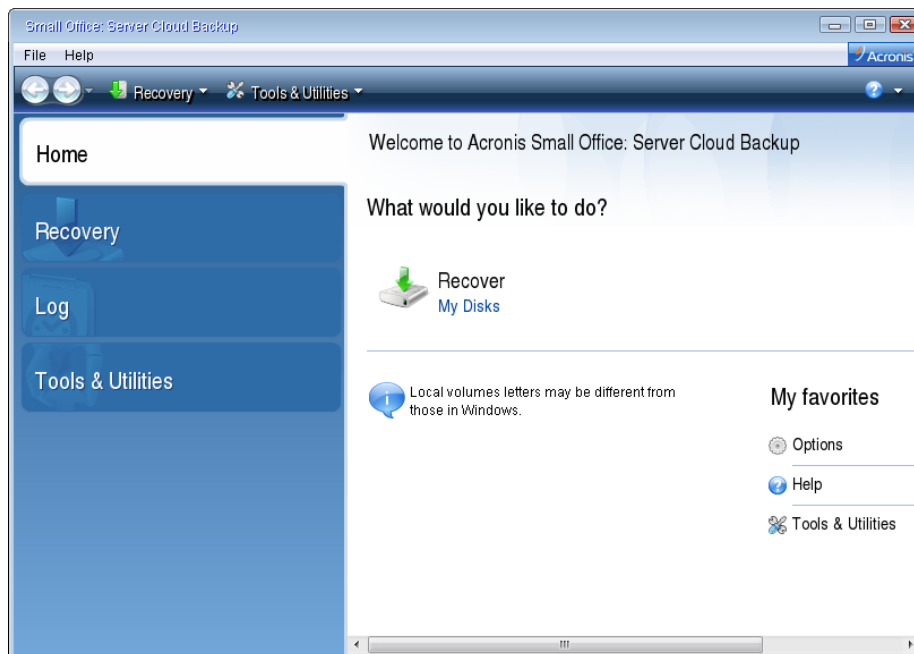 Small Office: Server Cloud Backup
File Help
Acronis
Recovery Tools & Utilities
Home
Recovery
Log
Tools & Utilities
Welcome to Acronis Small Office: Server Cloud Backup
What would you like to do?
Recover
My Disks
Local volumes letters may be different from
those in Windows.
My favorites
Options
Help
Tools & Utilities